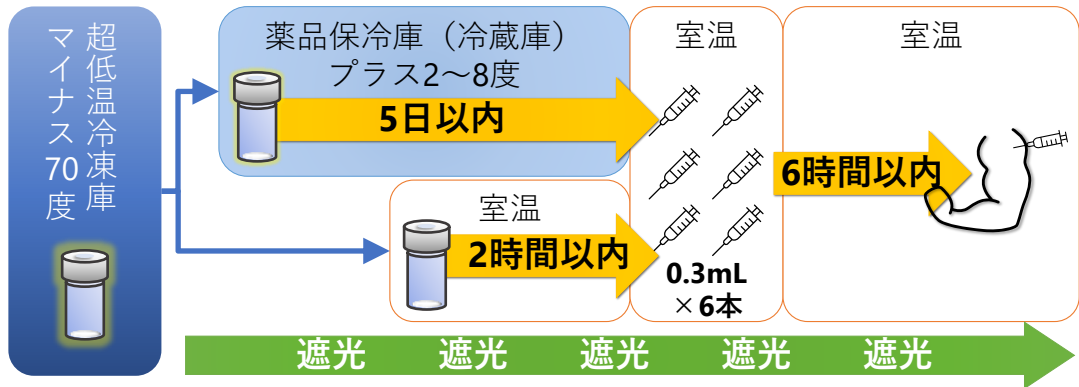 超低温冷凍庫
マイナス70度
薬品保冷庫（冷蔵庫）
プラス2～8度
5日以内
室温
2時間以内
室温
0.3mL
×6本
室温
6時間以内
遮光 遮光 遮光 遮光 遮光